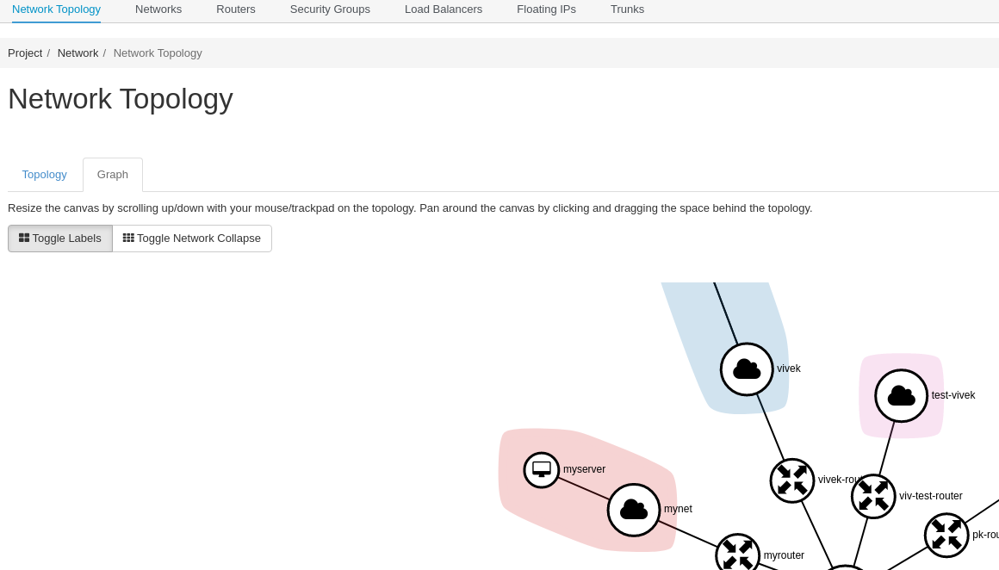 Network Topology Networks Routers Security Groups Load Balancers Floating IPs Trunks
Project / Network / Network Topology
Network Topology
Topology Graph
Resize the canvas by scrolling up/down with your mouse/trackpad on the topology. Pan around the canvas by clicking and dragging the space behind the topology.
Toggle Labels Toggle Network Collapse
vivek
test-vivek
myserver
vivek-rout
viv-test-router
mynet
pk-rou
myrouter